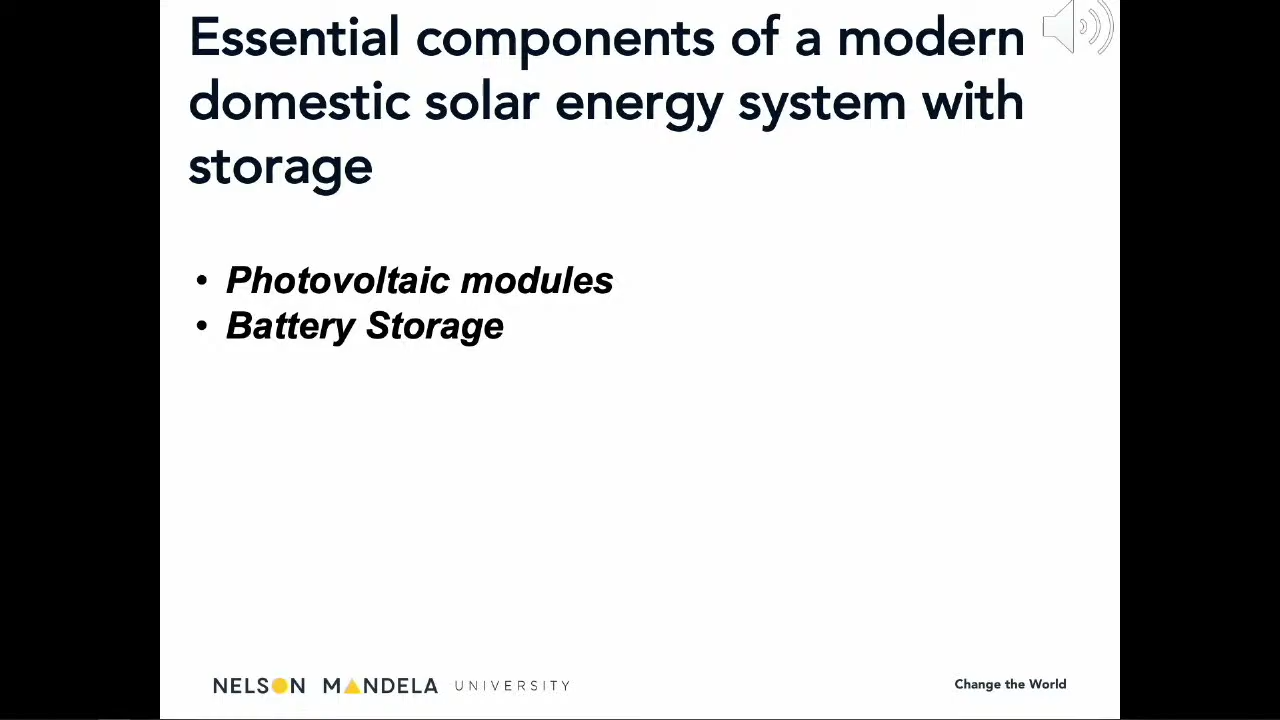 Essential components of a modern
domestic solar energy system with
storage
• Photovoltaic modules
• Battery Storage
NELSON MANDELA UNIVERSITY
Change the World